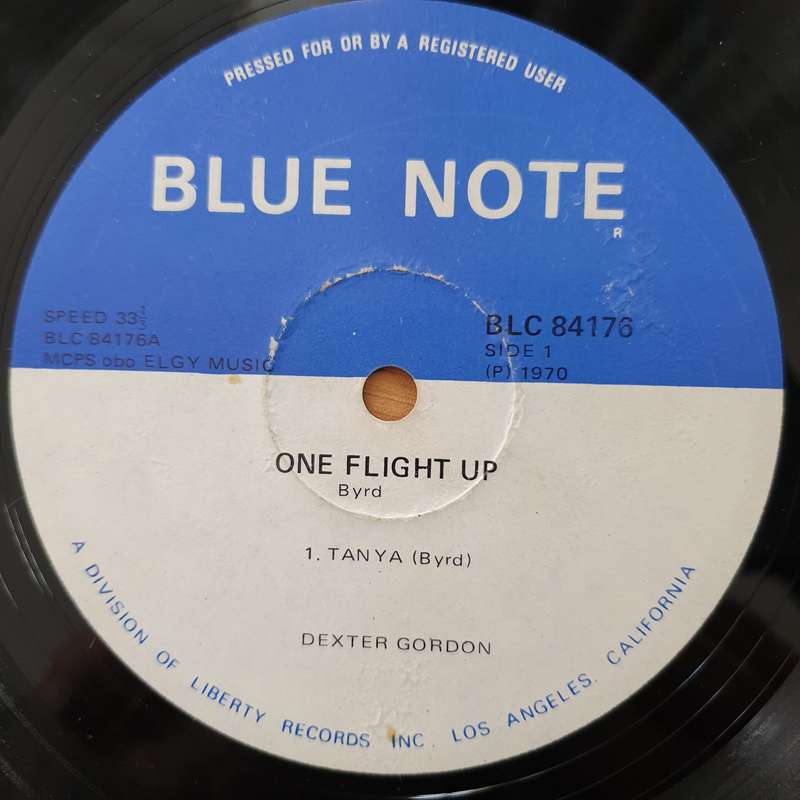 PRESSED FOR OR BY A REGISTERED USER
BLUE NOTE
R
SPEED 33⅓
BLC 84176A
MCPS obo ELGY MUSIC
BLC 84176
SIDE 1
(P) 1970
ONE FLIGHT UP
Byrd
1. TANYA (Byrd)
DEXTER GORDON
A DIVISION OF LIBERTY RECORDS INC. LOS ANGELES, CALIFORNIA